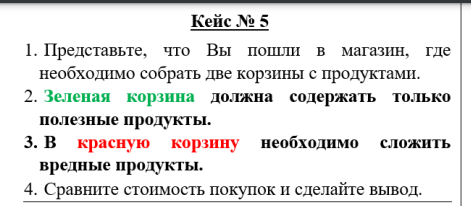 Кейс № 5
1. Представьте, что Вы пошли в магазин, где
необходимо собрать две корзины с продуктами.
2. Зеленая корзина должна содержать только
полезные продукты.
3. В красную корзину необходимо сложить
вредные продукты.
4. Сравните стоимость покупок и сделайте вывод.